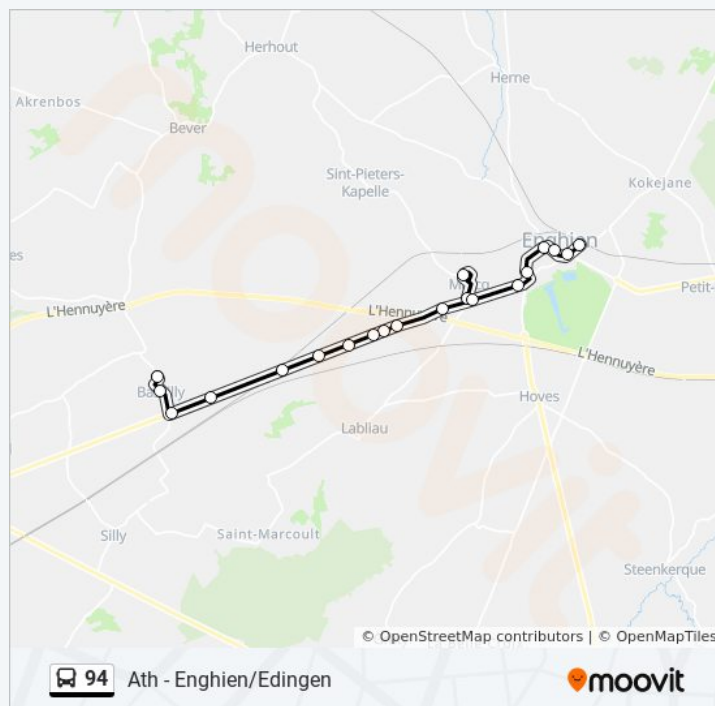 Herhout
Herne
Akrenbos
Bever
Sint-Pieters-
Kapelle
Kokejane
es
Enghien
L'Hennuyère
L'Hennuyère
Petit-
L'Hennuyère
Hoves
Labliau
Silly
Saint-Marcoult
Steenkerque
© OpenStreetMap contributors | © OpenMapTiles
94 Ath - Enghien/Edingen
moovit